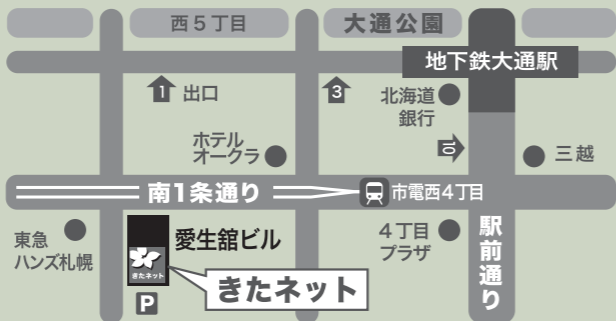 西5丁目
大通公園
地下鉄大通駅
1
出口
3
北海道
銀行
10
ホテル
オークラ
三越
南1条通り
市電西4丁目
東急
ハンズ札幌
きたネット
愛生舘ビル
4丁目
プラザ
駅前通り
きたネット
P